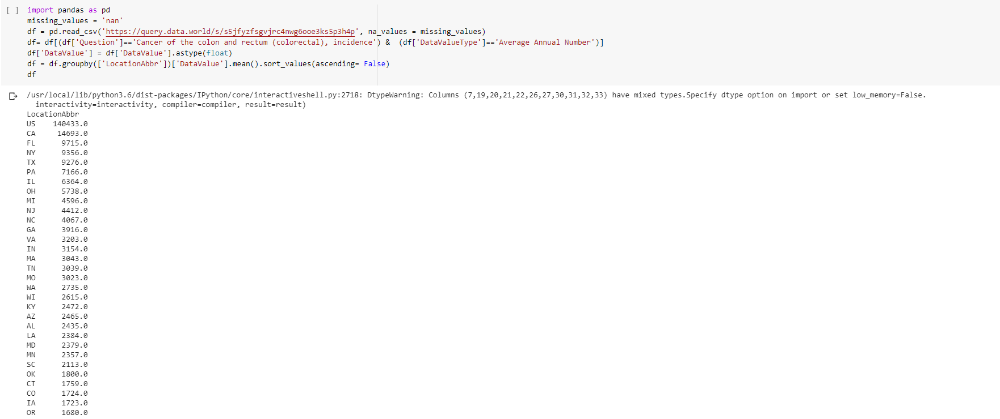 [ ] import pandas as pd
missing_values = 'nan'
df = pd.read_csv('https://query.data.world/s/s5jfyzfsgvjrc4nwg6ooe3ks5p3h4p', na_values = missing_values)
df= df[(df['Question']=='Cancer of the colon and rectum (colorectal), incidence') &  (df['DataValueType']=='Average Annual Number')]
df['DataValue'] = df['DataValue'].astype(float)
df = df.groupby(['LocationAbbr'])['DataValue'].mean().sort_values(ascending= False)
df
/usr/local/lib/python3.6/dist-packages/IPython/core/interactiveshell.py:2718: DtypeWarning: Columns (7,19,20,21,22,26,27,30,31,32,33) have mixed types.Specify dtype option on import or set low_memory=False.
interactivity=interactivity, compiler=compiler, result=result)
LocationAbbr
US 140433.0
CA 14693.0
FL 9715.0
NY 9356.0
TX 9276.0
PA 7166.0
IL 6364.0
OH 5738.0
MI 4596.0
NJ 4412.0
NC 4067.0
GA 3916.0
VA 3203.0
IN 3154.0
MA 3043.0
TN 3039.0
MO 3023.0
WA 2735.0
WI 2615.0
KY 2472.0
AZ 2465.0
AL 2435.0
LA 2384.0
MD 2379.0
MN 2357.0
SC 2113.0
OK 1800.0
CT 1759.0
CO 1724.0
IA 1723.0
OR 1680.0